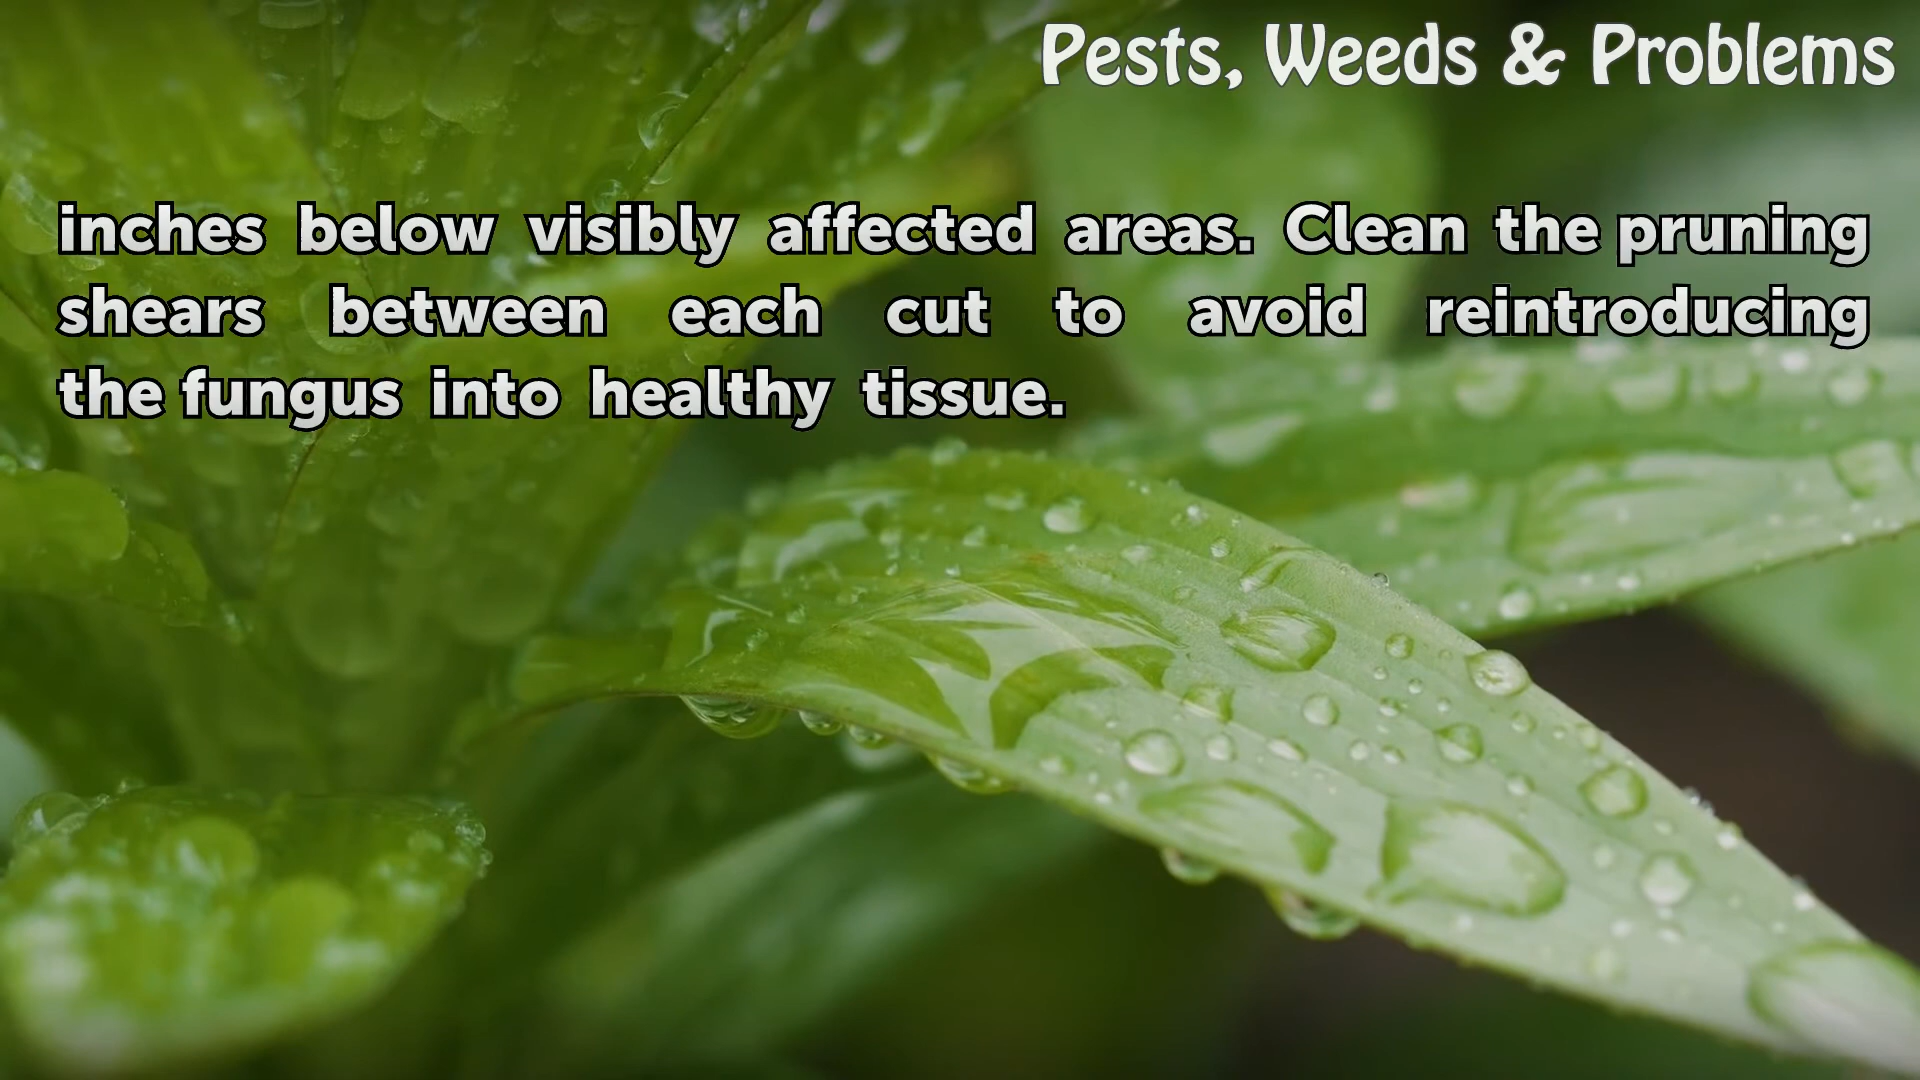 Pests, Weeds & Problems
inches below visibly affected areas. Clean the pruning
shears between each cut to avoid reintroducing
the fungus into healthy tissue.